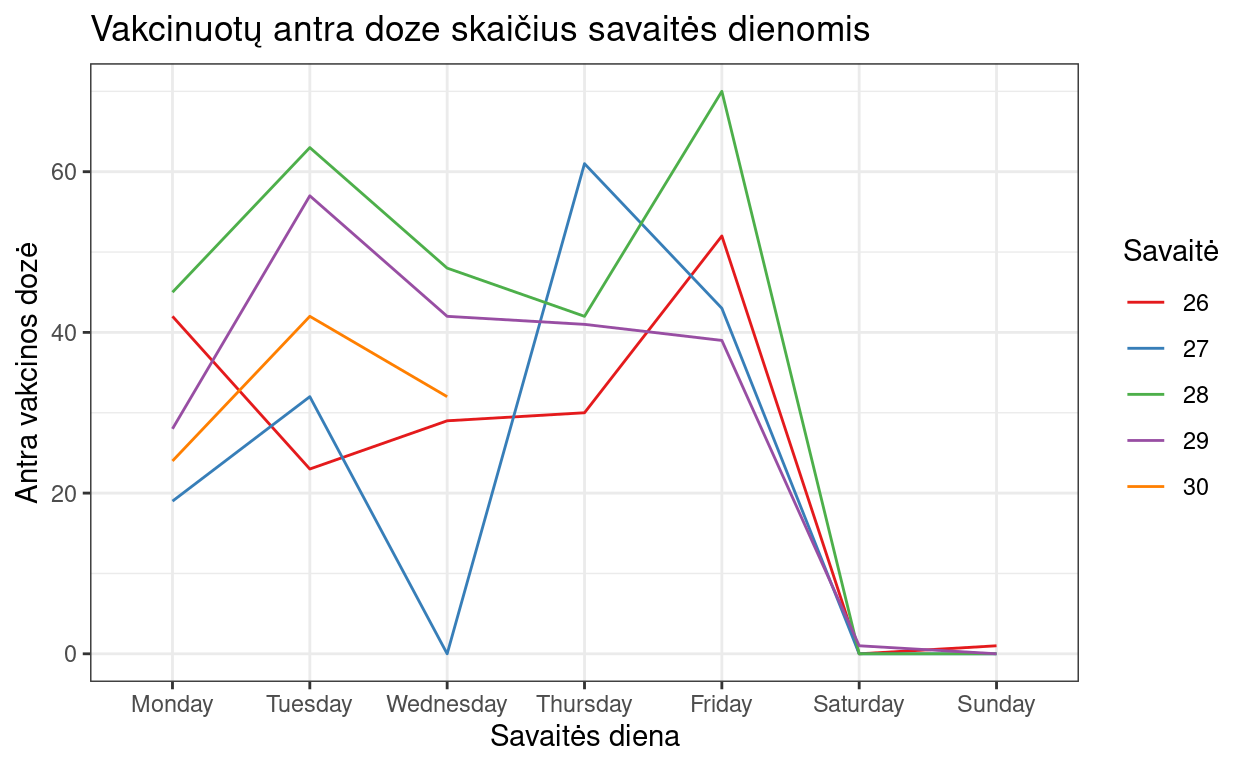 Vakcinuotų antra doze skaičius savaitės dienomis
Antra vakcinos dozė
60
40
20
0
Monday Tuesday Wednesday Thursday Friday Saturday Sunday
Savaitės diena
Savaitė
26
27
28
29
30